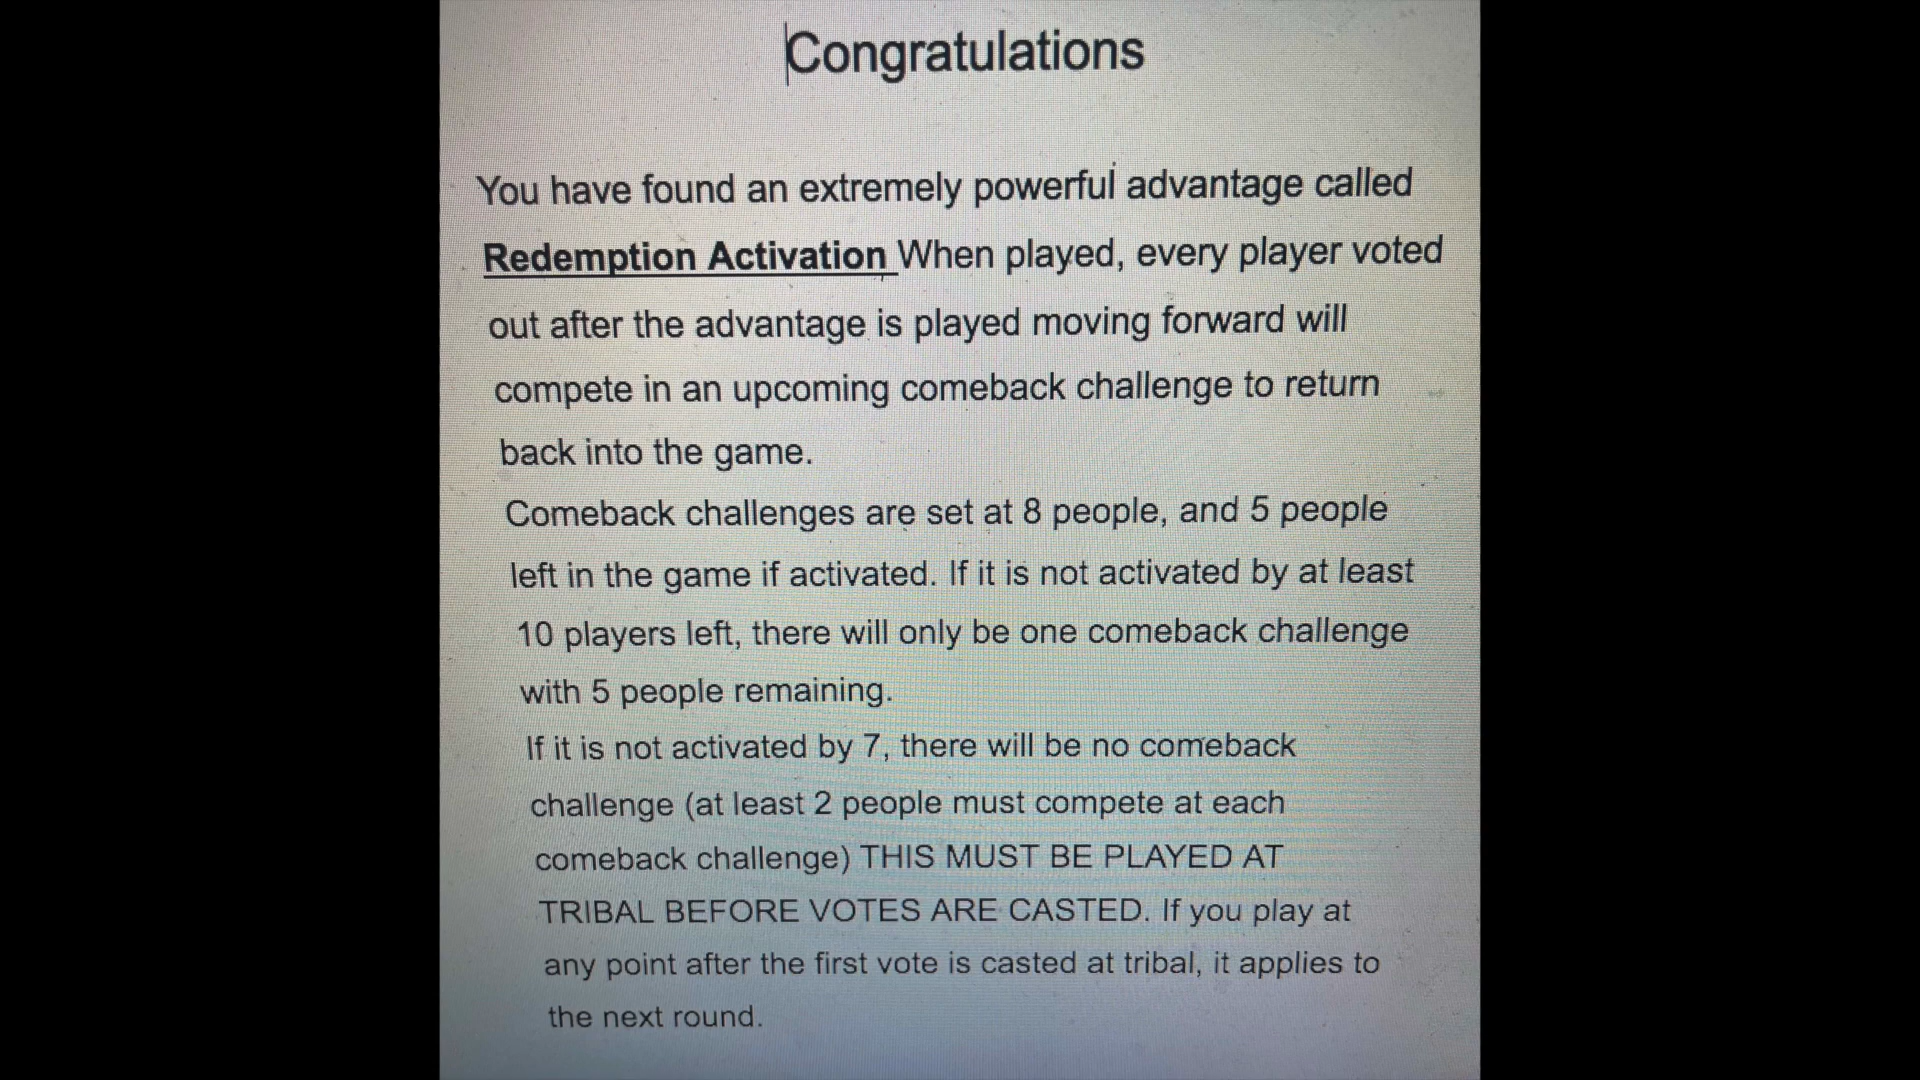 Congratulations
You have found an extremely powerful advantage called
Redemption Activation When played, every player voted
out after the advantage is played moving forward will
compete in an upcoming comeback challenge to return
back into the game.
Comeback challenges are set at 8 people, and 5 people
left in the game if activated. If it is not activated by at least
10 players left, there will only be one comeback challenge
with 5 people remaining.
If it is not activated by 7, there will be no comeback
challenge (at least 2 people must compete at each
comeback challenge) THIS MUST BE PLAYED AT
TRIBAL BEFORE VOTES ARE CASTED. If you play at
any point after the first vote is casted at tribal, it applies to
the next round.